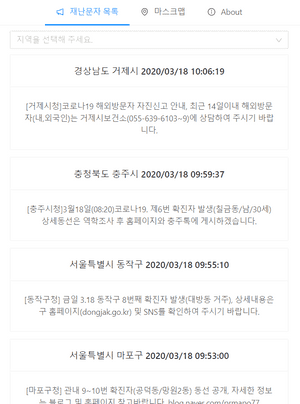 재난문자 목록 마스크맵 About
지역을 선택해 주세요.
경상남도 거제시 2020/03/18 10:06:19
[거제시청]코로나19 해외방문자 자진신고 안내, 최근 14일이내 해외방문
자(내,외국인)는 거제시보건소(055-639-6103~9)에 상담하여 주시기 바랍
니다.
충청북도 충주시 2020/03/18 09:59:37
[충주시청]3월18일(08:20)코로나19, 제6번 확진자 발생(칠금동/남/30세)
상세동선은 역학조사 후 홈페이지와 충주톡에 게시하겠습니다.
서울특별시 동작구 2020/03/18 09:55:10
[동작구청] 금일 3.18 동작구 8번째 확진자 발생(대방동 거주), 상세내용은
구 홈페이지(dongjak.go.kr) 및 SNS를 확인하여 주시기 바랍니다.
서울특별시 마포구 2020/03/18 09:53:00
[마포구청] 관내 9~10번 확진자(공덕동/망원2동) 동선 공개, 자세한 정보
는 블로그 및 홈페이지 참고바랍니다. blog.naver.com/prmapo77